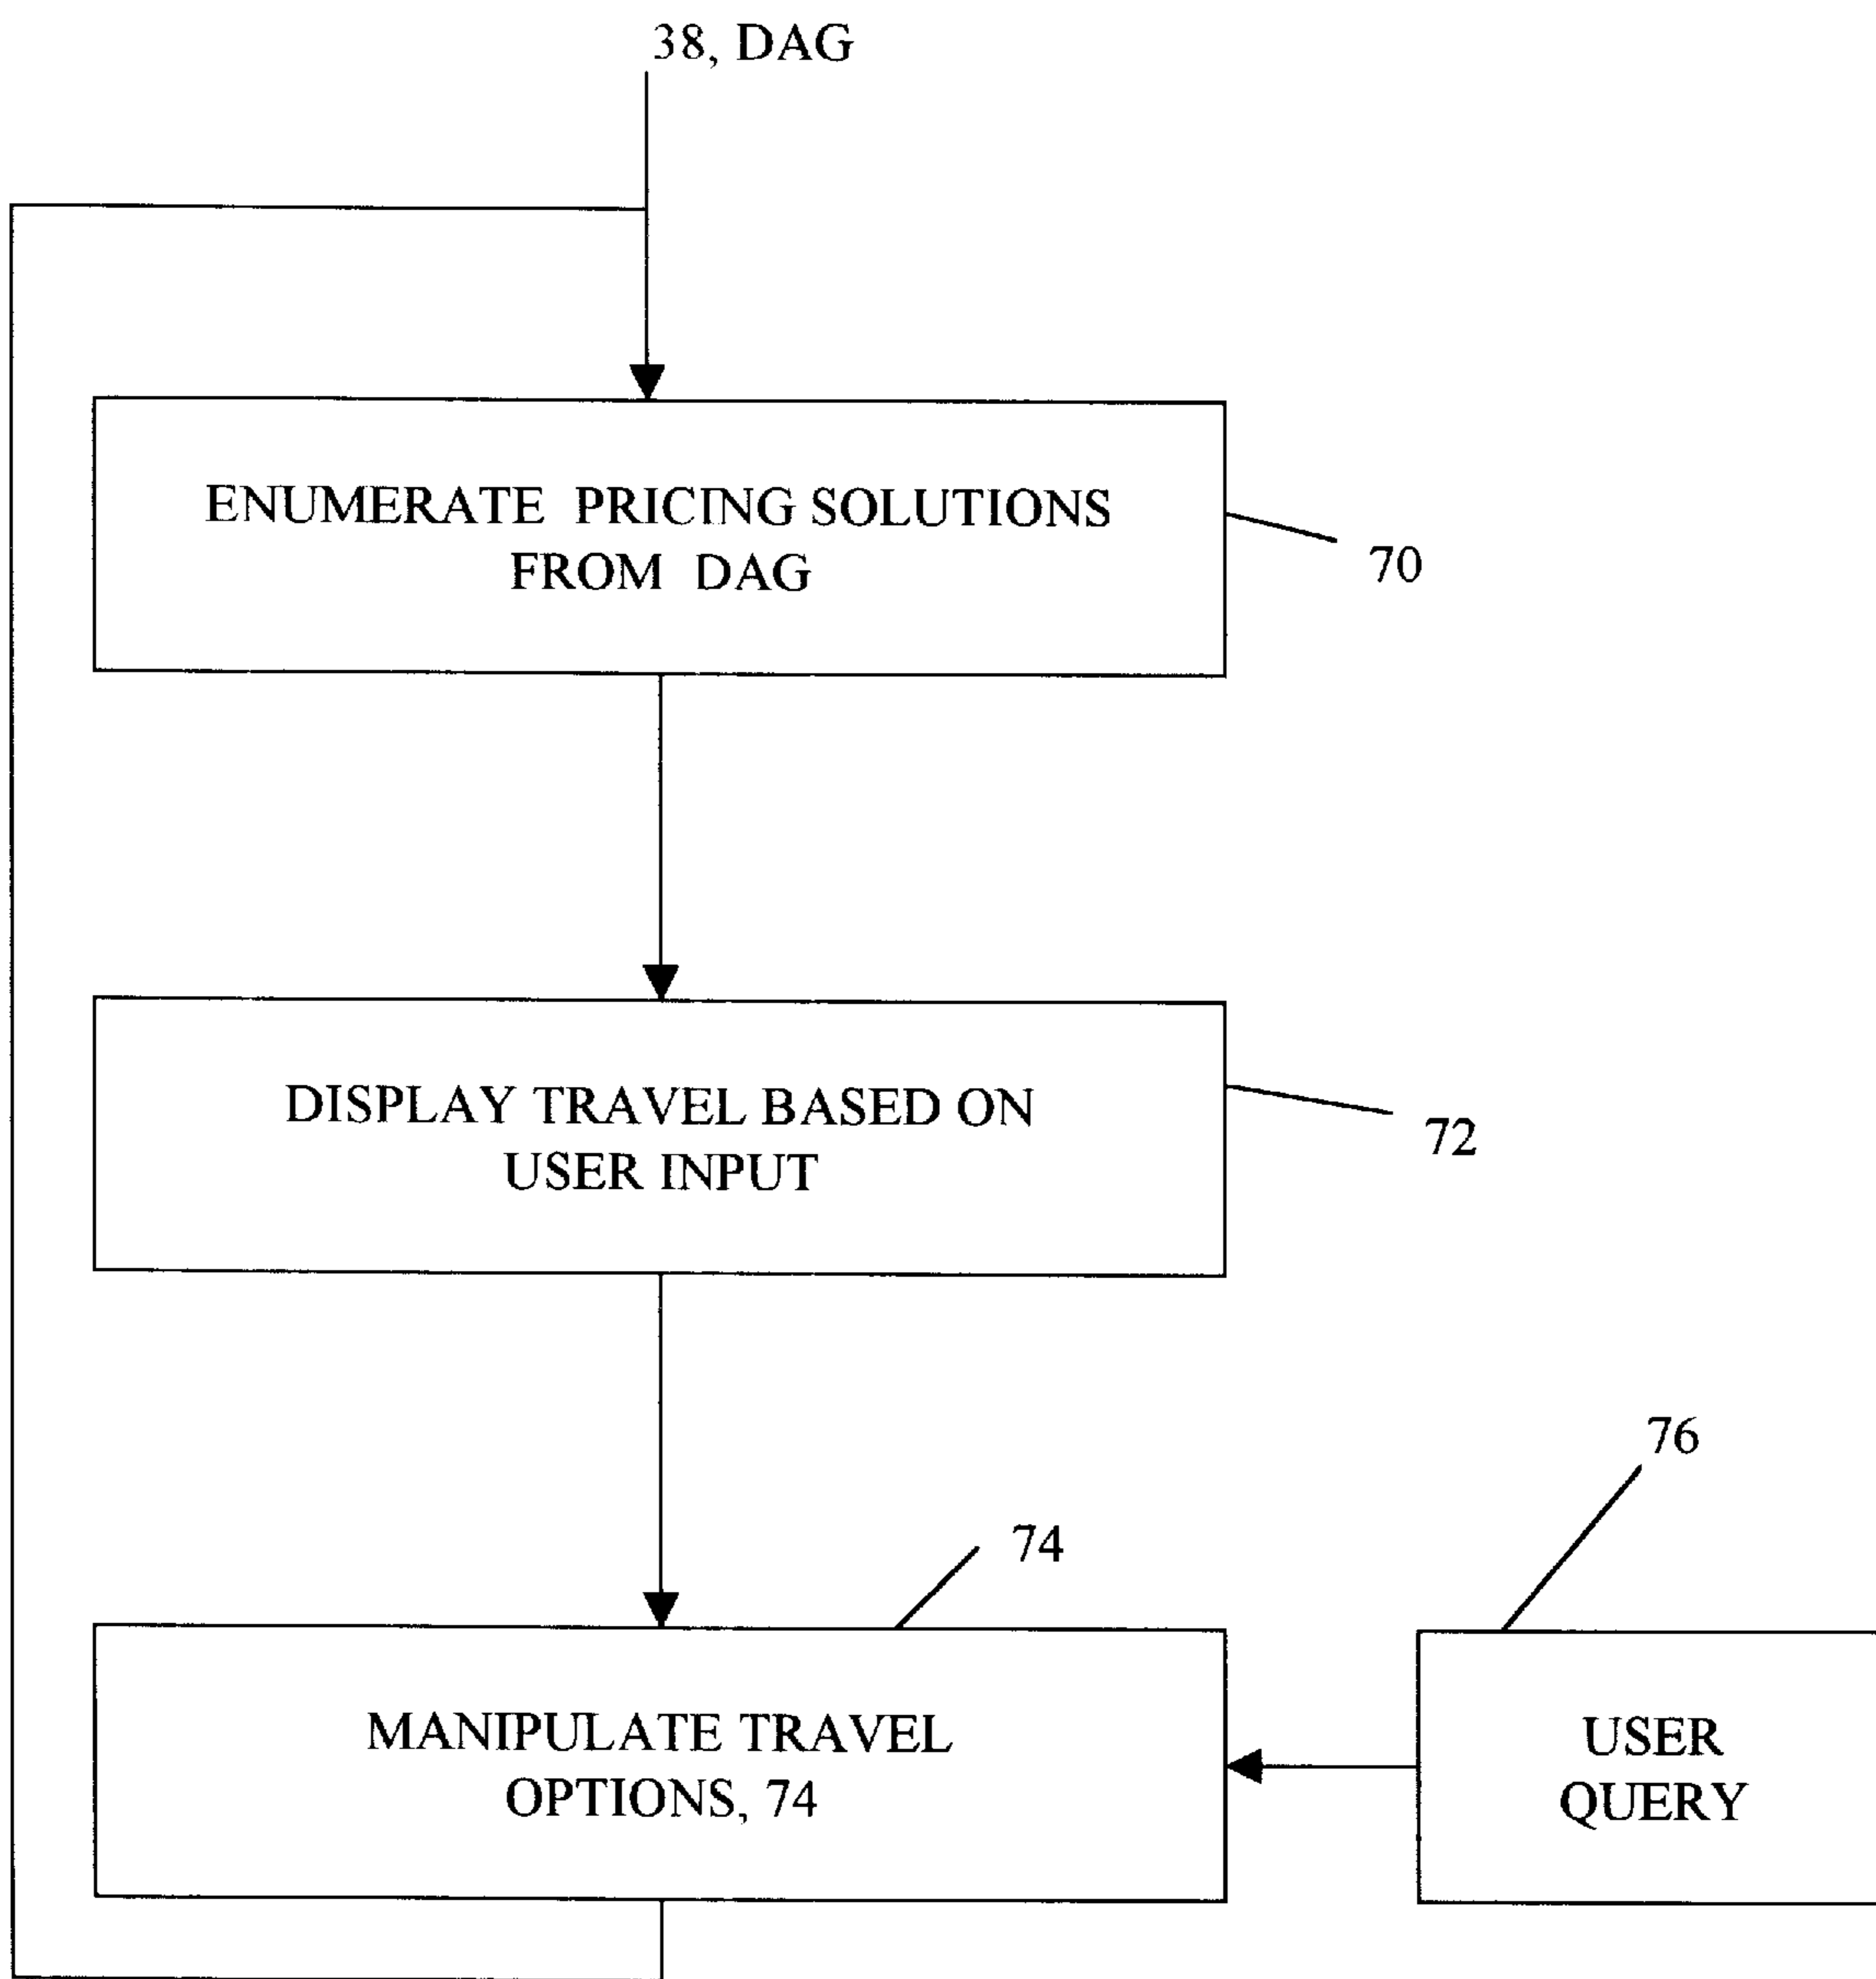 38, DAG
ENUMERATE PRICING SOLUTIONS
FROM DAG
70
DISPLAY TRAVEL BASED ON
USER INPUT
72
76
74
MANIPULATE TRAVEL
OPTIONS, 74
USER
QUERY